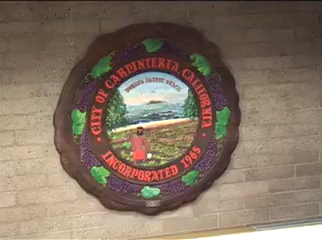 CITY OF CARPINTERIA CALIFORNIA
WORLD'S SAFEST BEACH
INCORPORATED 1965